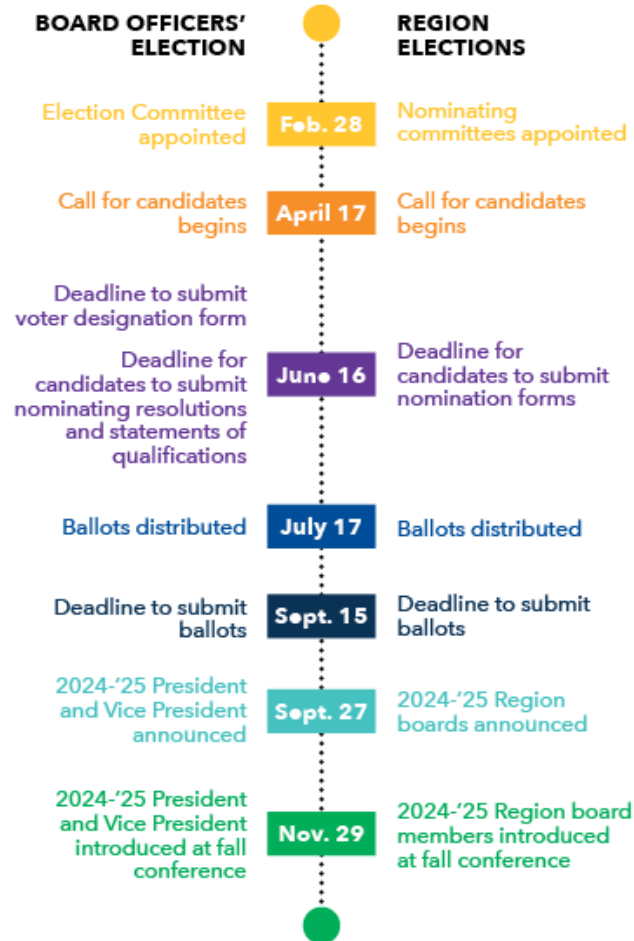 BOARD OFFICERS'
ELECTION
REGION
ELECTIONS
Election Committee
appointed
Feb. 28
Nominating
committees appointed
Call for candidates
begins
April 17
Call for candidates
begins
Deadline to submit
voter designation form
Deadline for
candidates to submit
nominating resolutions
and statements of
qualifications
June 16
Deadline for
candidates to submit
nomination forms
Ballots distributed
July 17
Ballots distributed
Deadline to submit
ballots
Sept. 15
Deadline to submit
ballots
2024-'25 President
and Vice President
announced
Sept. 27
2024-'25 Region
boards announced
2024-'25 President
and Vice President
introduced at fall
conference
Nov. 29
2024-'25 Region board
members introduced
at fall conference